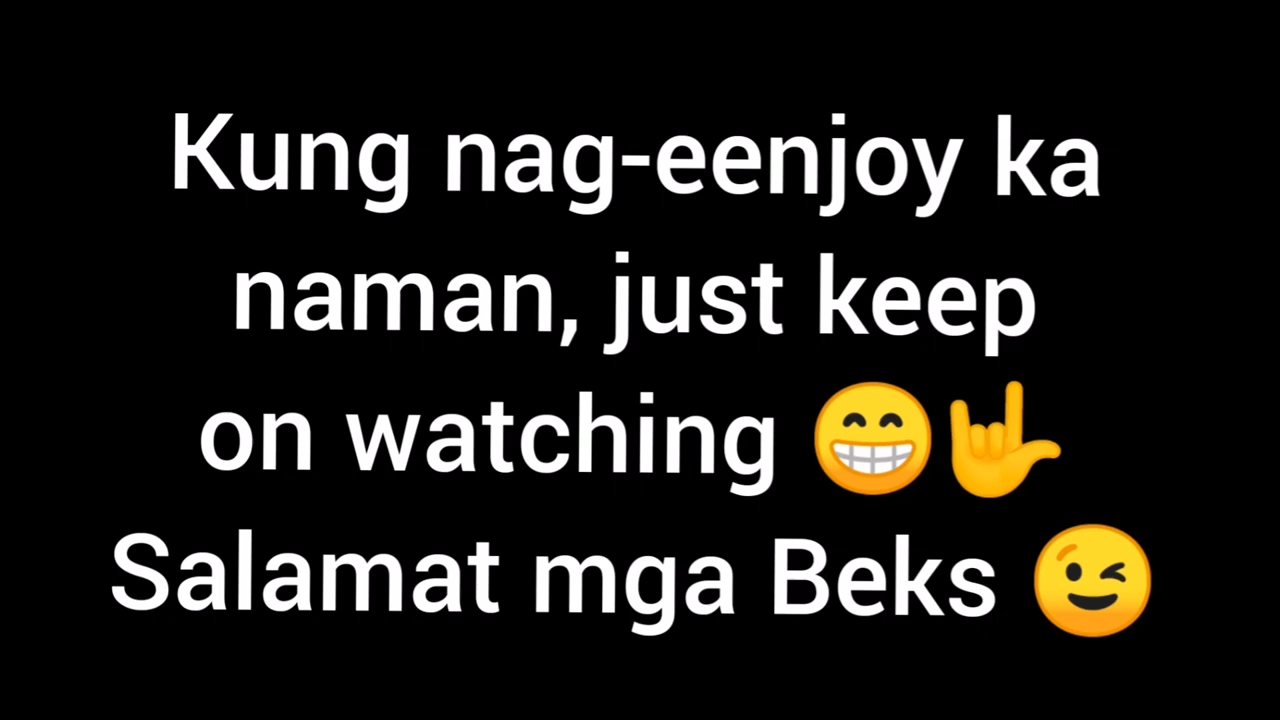 Kung nag-eenjoy ka
naman, just keep
on watching 😁🤟
Salamat mga Beks 😉